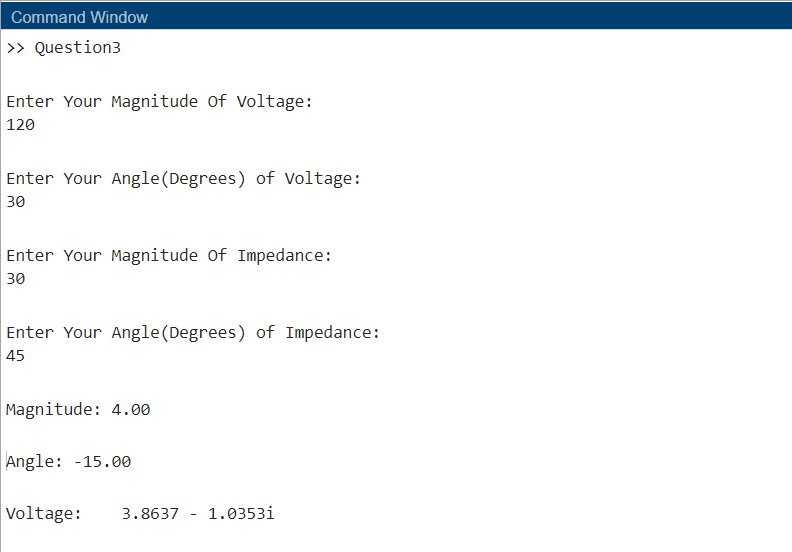 Command Window
>> Question3
Enter Your Magnitude Of Voltage:
120
Enter Your Angle(Degrees) of Voltage:
30
Enter Your Magnitude Of Impedance:
30
Enter Your Angle(Degrees) of Impedance:
45
Magnitude: 4.00
Angle: -15.00
Voltage:    3.8637 - 1.0353i